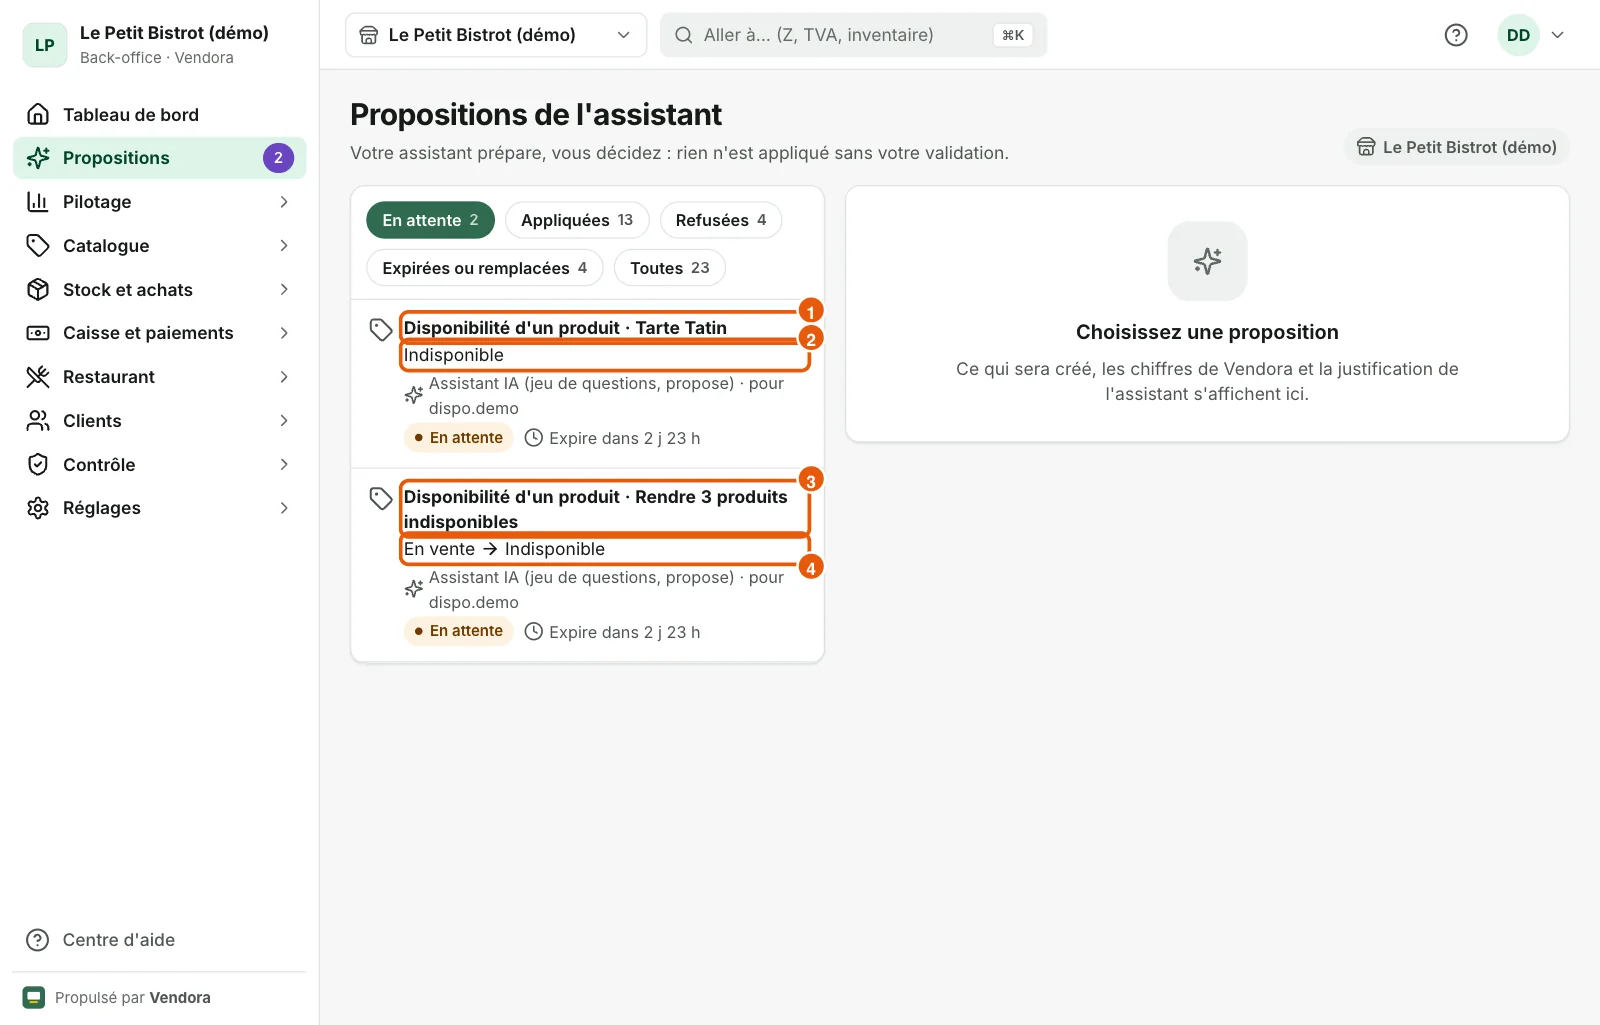 LP
Le Petit Bistrot (démo)
Back-office · Vendora
Tableau de bord
Propositions 2
Pilotage
Catalogue
Stock et achats
Caisse et paiements
Restaurant
Clients
Contrôle
Réglages
Centre d'aide
Propulsé par Vendora
Le Petit Bistrot (démo)
Aller à... (Z, TVA, inventaire) ⌘K
DD
Propositions de l'assistant
Votre assistant prépare, vous décidez : rien n'est appliqué sans votre validation.
Le Petit Bistrot (démo)
En attente 2 Appliquées 13 Refusées 4
Expirées ou remplacées 4 Toutes 23
1
Disponibilité d'un produit · Tarte Tatin
2
Indisponible
Assistant IA (jeu de questions, propose) · pour
dispo.demo
En attente Expire dans 2 j 23 h
3
Disponibilité d'un produit · Rendre 3 produits
indisponibles
En vente → Indisponible
4
Assistant IA (jeu de questions, propose) · pour
dispo.demo
En attente Expire dans 2 j 23 h
Choisissez une proposition
Ce qui sera créé, les chiffres de Vendora et la justification de
l'assistant s'affichent ici.